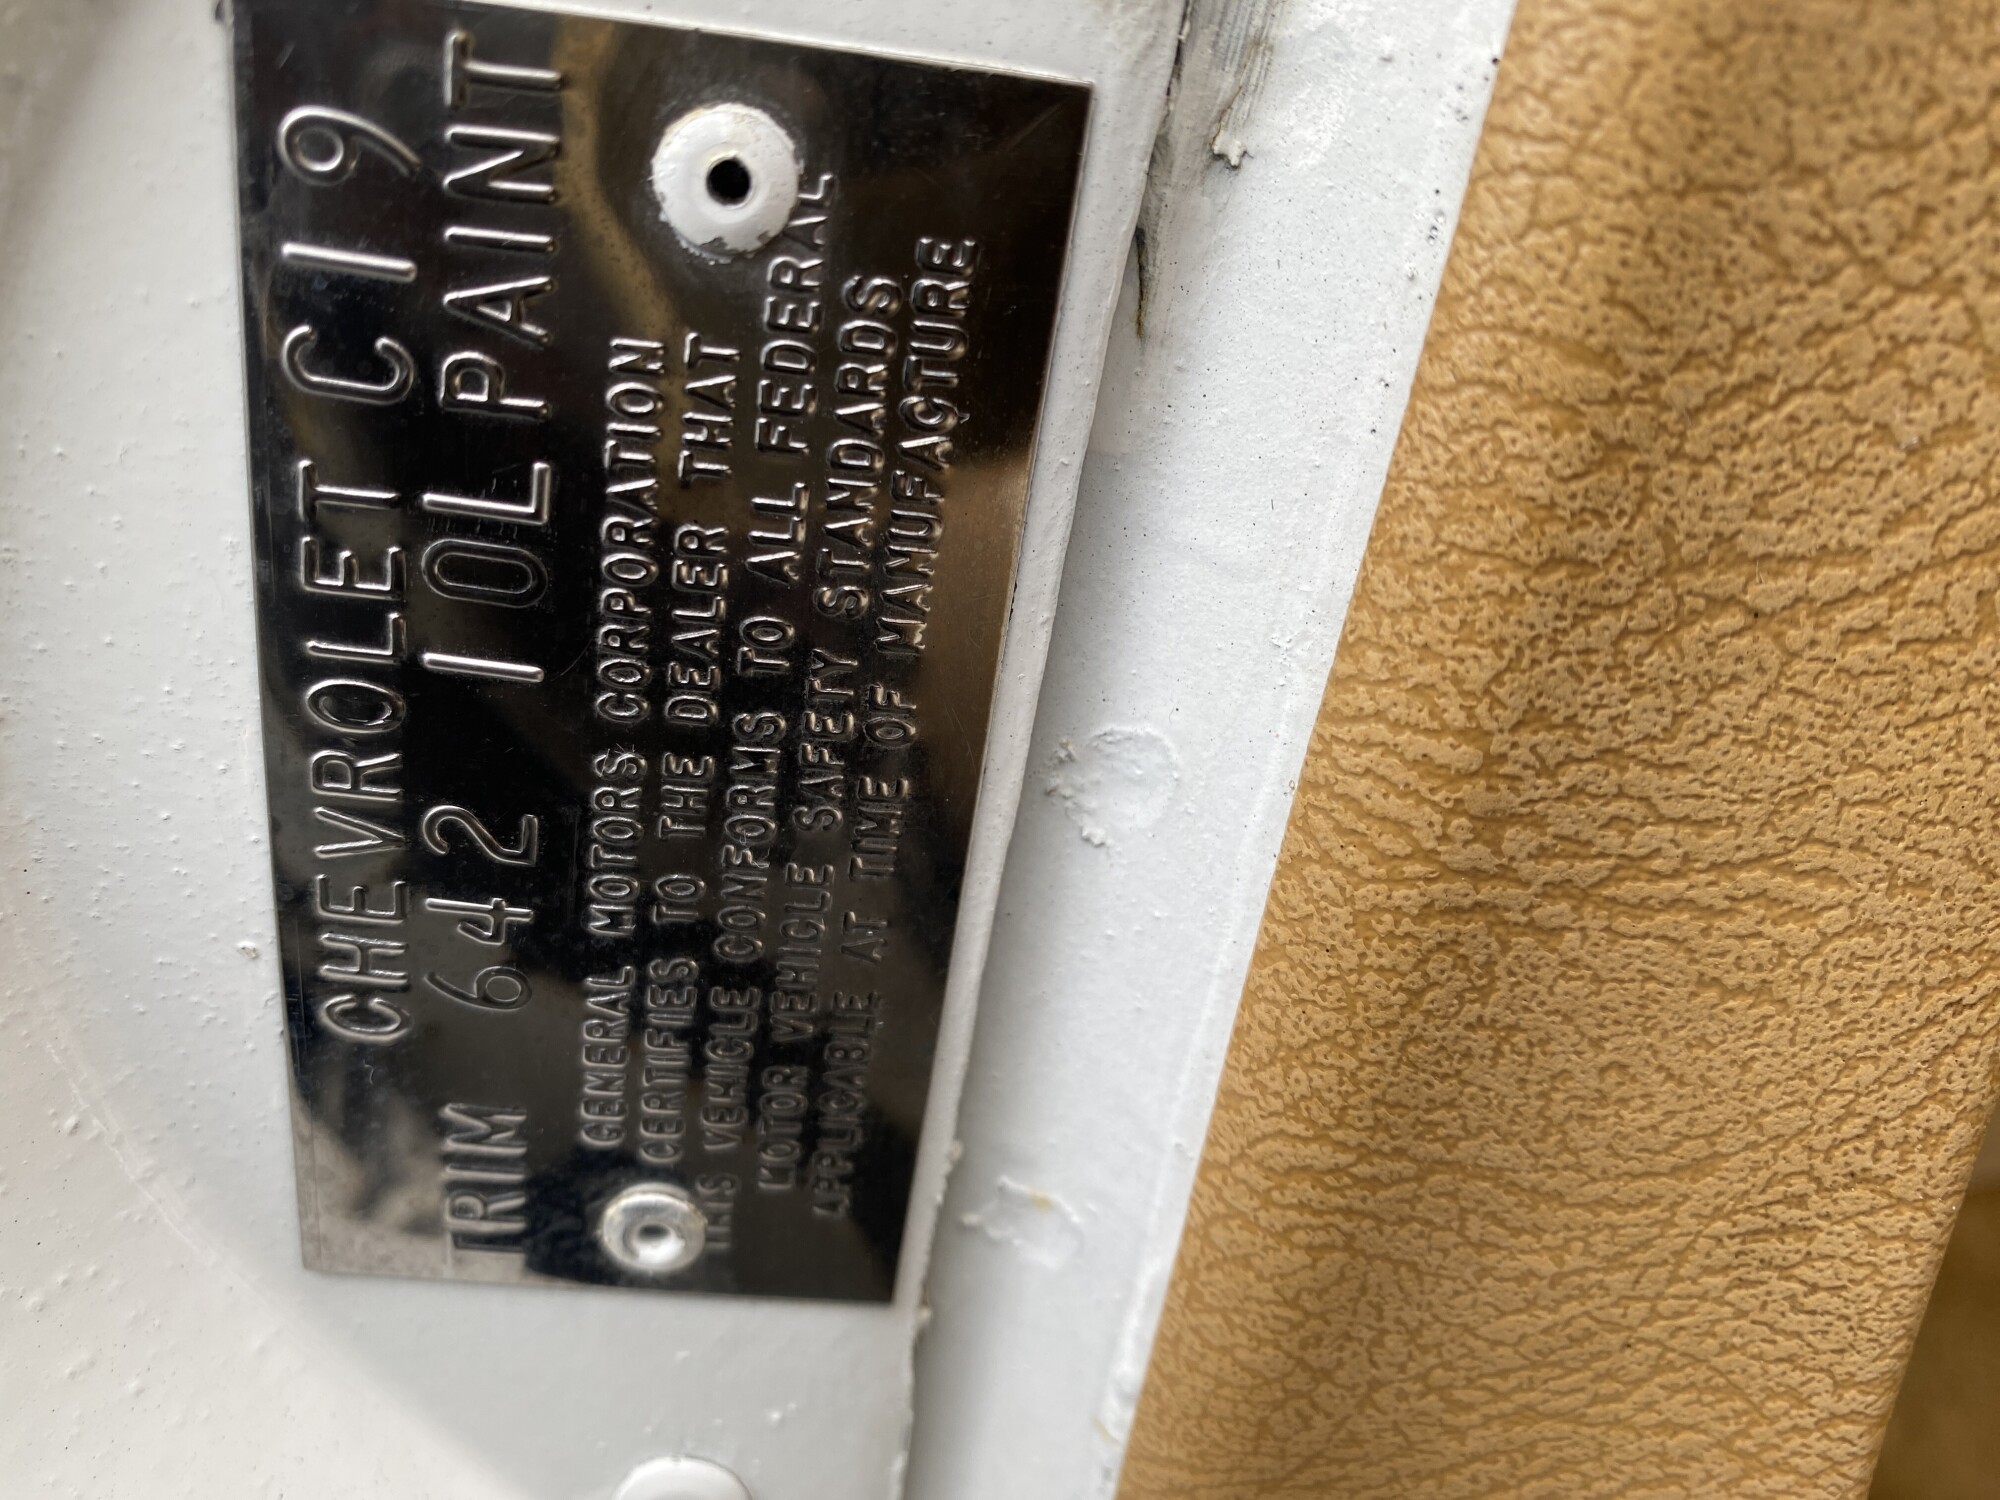 CHEVROLET C19
TRIM 642 10L PAINT
GENERAL MOTORS CORPORATION
CERTIFIES TO THE DEALER THAT
THIS VEHICLE CONFORMS TO ALL FEDERAL
MOTOR VEHICLE SAFETY STANDARDS
APPLICABLE AT TIME OF MANUFACTURE